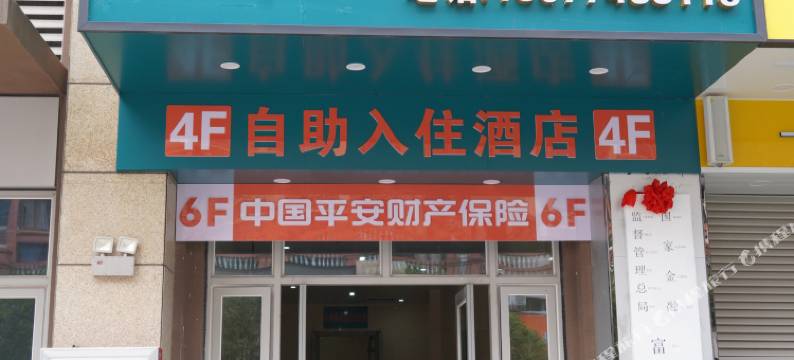 4F 自助入住酒店 4F
6F 中国平安财产保险 6F
国家金融
监督管理总局
富